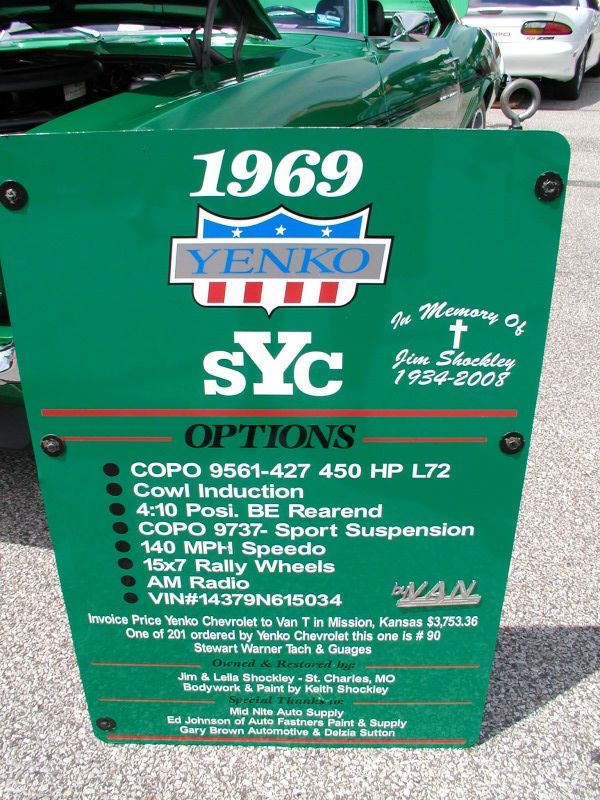 1969
YENKO
SYC
In Memory Of
Jim Shockley
1934-2008
OPTIONS
COPO 9561-427 450 HP L72
Cowl Induction
4:10 Posi. BE Rearend
COPO 9737- Sport Suspension
140 MPH Speedo
15x7 Rally Wheels
AM Radio
VIN#14379N615034
by VAN
Invoice Price Yenko Chevrolet to Van T in Mission, Kansas $3,753.36
One of 201 ordered by Yenko Chevrolet this one is # 90
Stewart Warner Tach & Guages
Owned & Restored by:
Jim & Lella Shockley - St. Charles, MO
Bodywork & Paint by Keith Shockley
Special Thanks to:
Mid Nite Auto Supply
Ed Johnson of Auto Fastners Paint & Supply
Gary Brown Automotive & Delzia Sutton